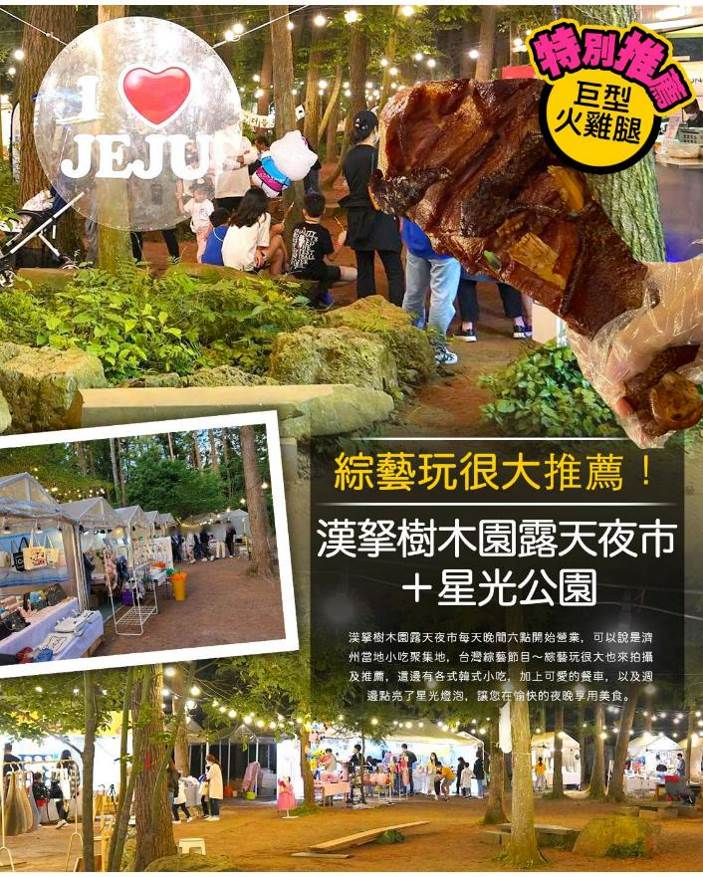 特別推薦
巨型
火雞腿
I
JEJU
綜藝玩很大推薦！
漢拏樹木園露天夜市
＋星光公園
漢拏樹木園露天夜市每天晚間六點開始營業，可以說是濟
州當地小吃聚集地，台灣綜藝節目～綜藝玩很大也來拍攝
及推薦，這邊有各式韓式小吃，加上可愛的餐車，以及週
邊點亮了星光燈泡，讓您在愉快的夜晚享用美食。